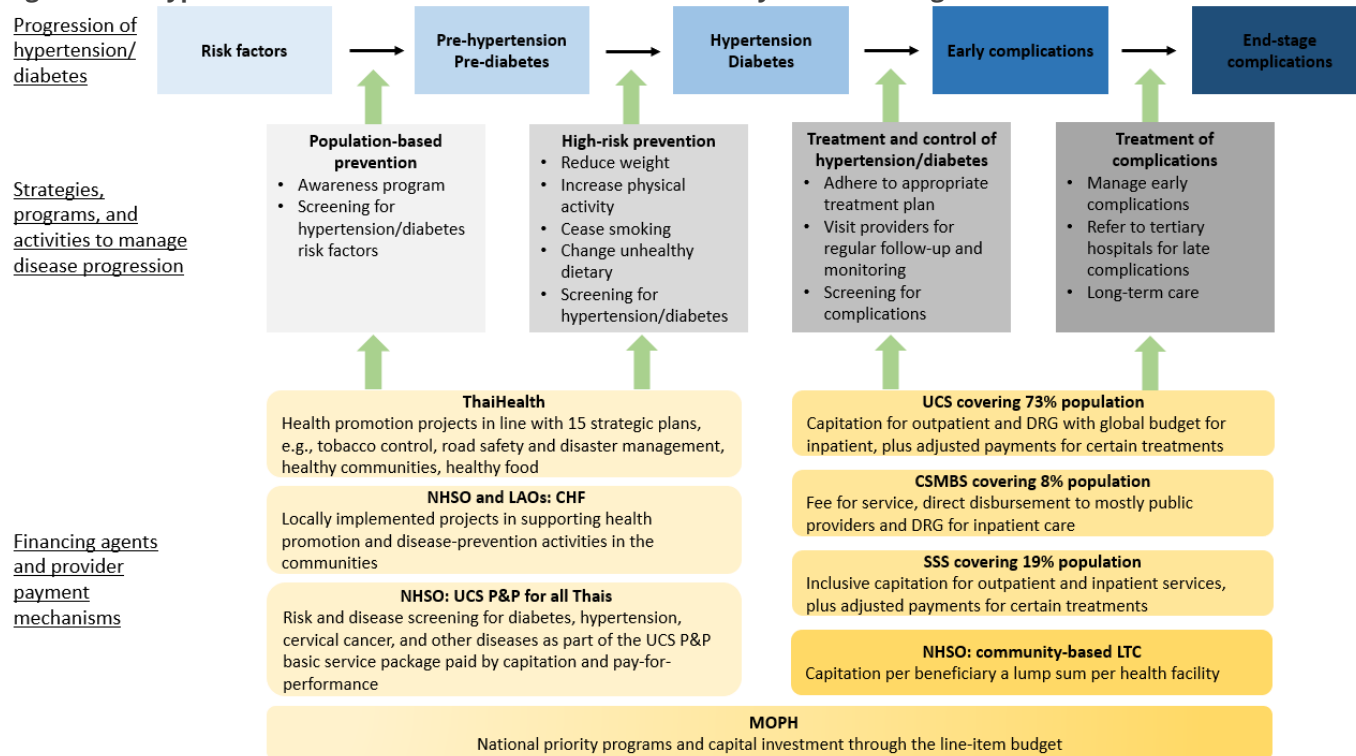 Progression of
hypertension/
diabetes
Risk factors
Pre-hypertension
Pre-diabetes
Hypertension
Diabetes
Early complications
End-stage
complications
Strategies,
programs, and
activities to manage
disease progression
Population-based
prevention
• Awareness program
• Screening for
hypertension/diabetes
risk factors
High-risk prevention
• Reduce weight
• Increase physical
activity
• Cease smoking
• Change unhealthy
dietary
• Screening for
hypertension/diabetes
Treatment and control of
hypertension/diabetes
• Adhere to appropriate
treatment plan
• Visit providers for
regular follow-up and
monitoring
• Screening for
complications
Treatment of
complications
• Manage early
complications
• Refer to tertiary
hospitals for late
complications
• Long-term care
Financing agents
and provider
payment
mechanisms
ThaiHealth
Health promotion projects in line with 15 strategic plans,
e.g., tobacco control, road safety and disaster management,
healthy communities, healthy food
NHSO and LAOs: CHF
Locally implemented projects in supporting health
promotion and disease-prevention activities in the
communities
NHSO: UCS P&P for all Thais
Risk and disease screening for diabetes, hypertension,
cervical cancer, and other diseases as part of the UCS P&P
basic service package paid by capitation and pay-for-
performance
UCS covering 73% population
Capitation for outpatient and DRG with global budget for
inpatient, plus adjusted payments for certain treatments
CSMBS covering 8% population
Fee for service, direct disbursement to mostly public
providers and DRG for inpatient care
SSS covering 19% population
Inclusive capitation for outpatient and inpatient services,
plus adjusted payments for certain treatments
NHSO: community-based LTC
Capitation per beneficiary a lump sum per health facility
MOPH
National priority programs and capital investment through the line-item budget